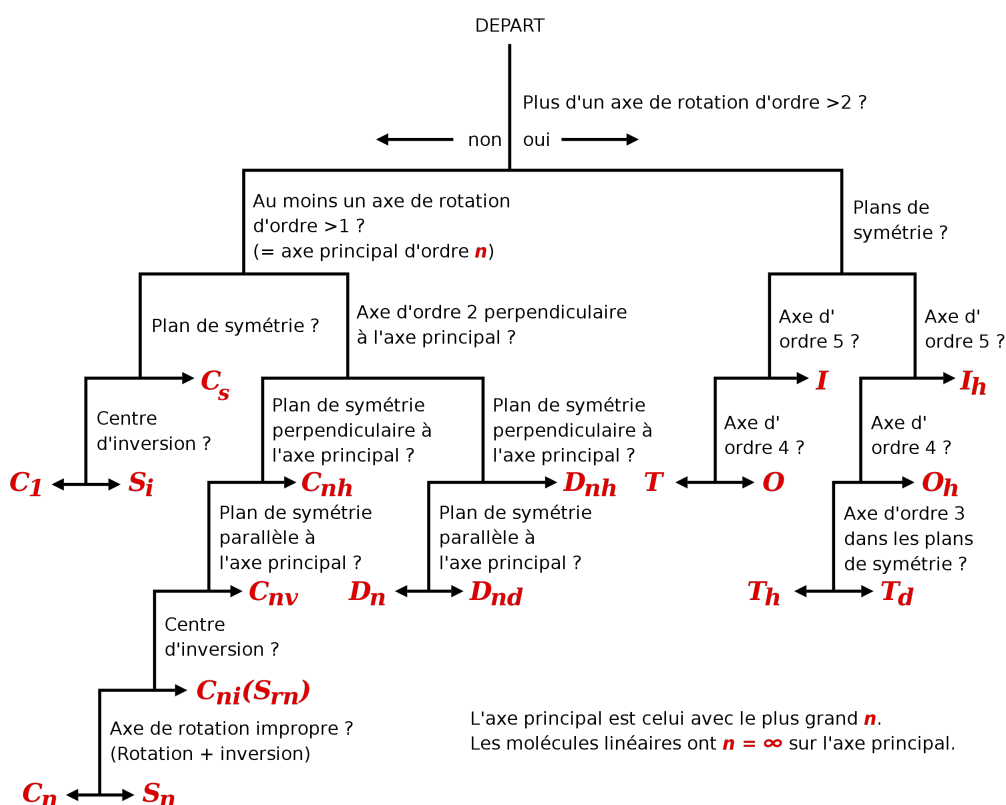 DEPART
Plus d'un axe de rotation d'ordre >2 ?
non oui
Au moins un axe de rotation
d'ordre >1 ?
(= axe principal d'ordre n)
Plans de
symétrie ?
Plan de symétrie ?
Axe d'ordre 2 perpendiculaire
à l'axe principal ?
Axe d'
ordre 5 ?
Axe d'
ordre 5 ?
Cs
I
Ih
Centre
d'inversion ?
Plan de symétrie
perpendiculaire à
l'axe principal ?
Plan de symétrie
perpendiculaire à
l'axe principal ?
Axe d'
ordre 4 ?
Axe d'
ordre 4 ?
C1
Si
Cnh
Dnh
T
O
Oh
Plan de symétrie
parallèle à
l'axe principal ?
Plan de symétrie
parallèle à
l'axe principal ?
Axe d'ordre 3
dans les plans
de symétrie ?
Cnv
Dn
Dnd
Th
Td
Centre
d'inversion ?
Cni(Srn)
Axe de rotation impropre ?
(Rotation + inversion)
L'axe principal est celui avec le plus grand n.
Les molécules linéaires ont n = ∞ sur l'axe principal.
Cn
Sn